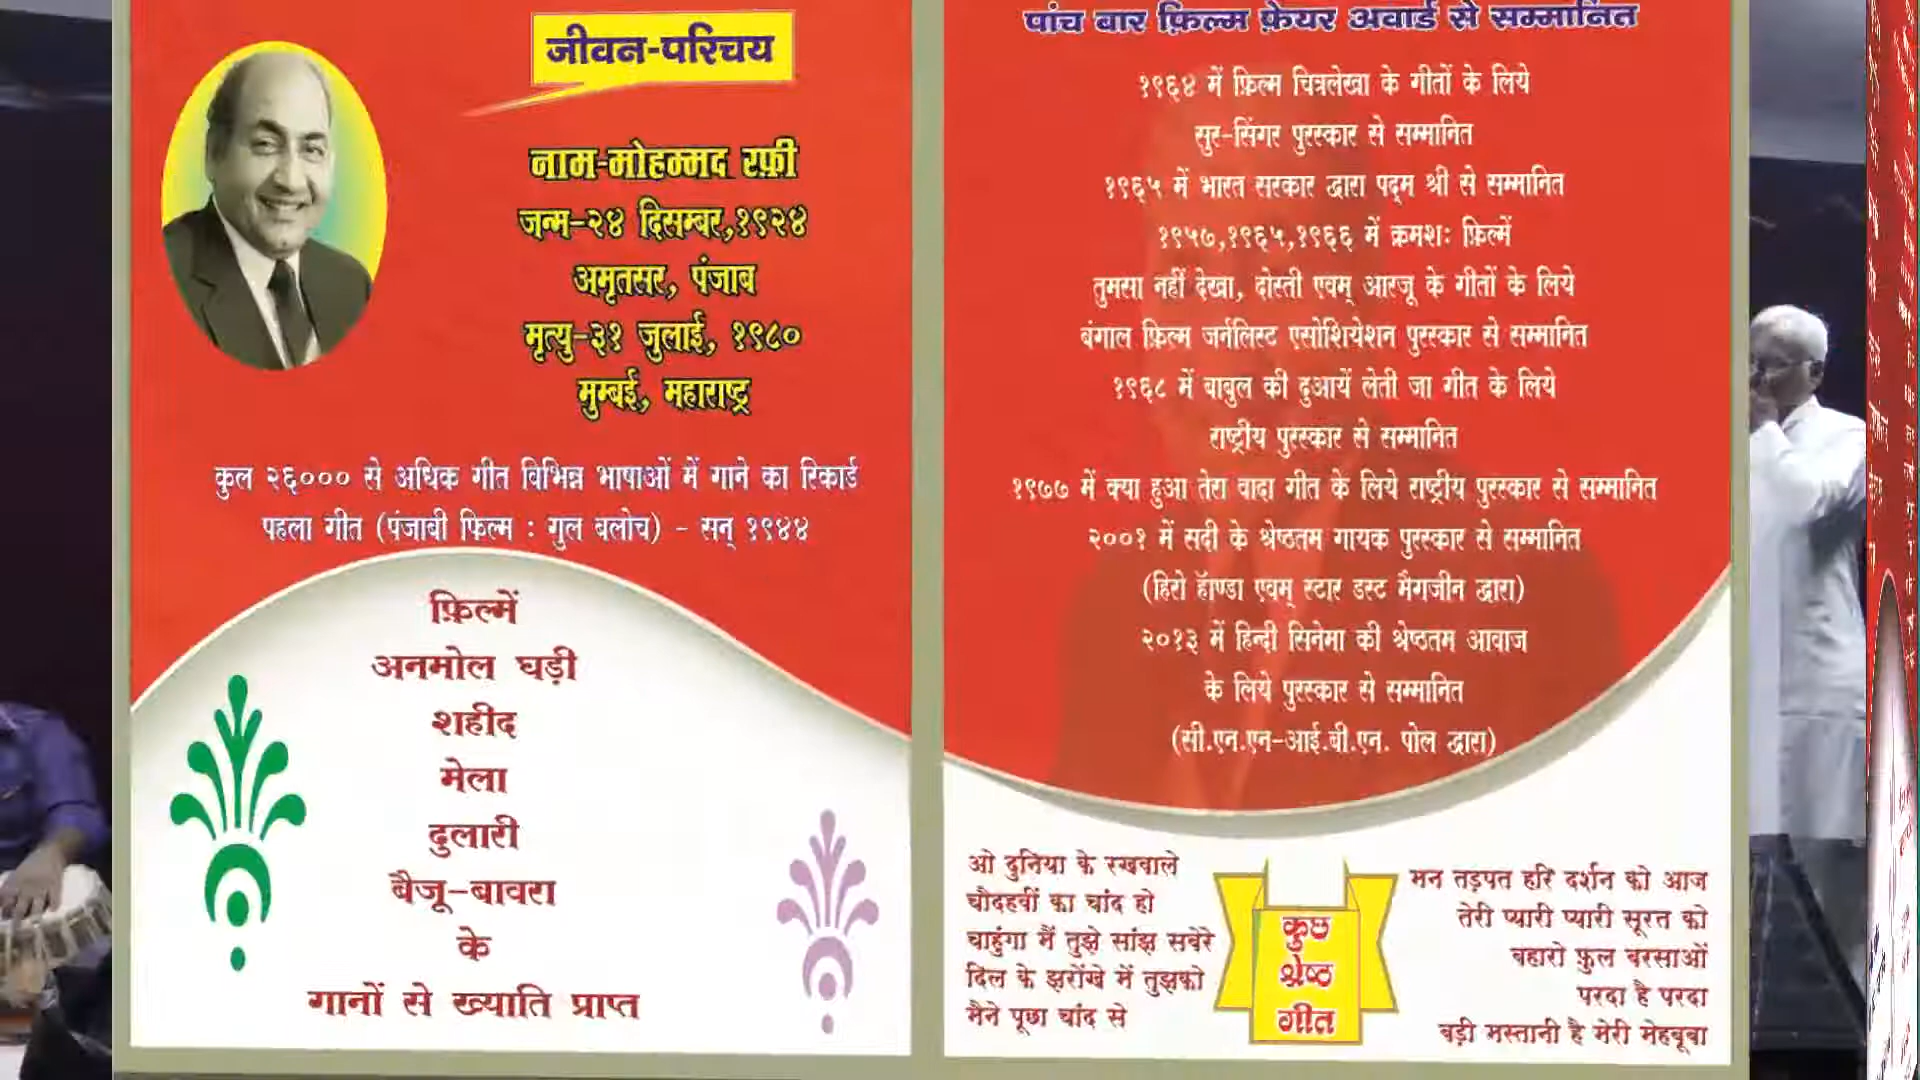 जीवन-परिचय
नाम-मोहम्मद रफ़ी
जन्म-२४ दिसम्बर,१९२४
अमृतसर, पंजाब
मृत्यु-३१ जुलाई, १९८०
मुम्बई, महाराष्ट्र
कुल २६००० से अधिक गीत विभिन्न भाषाओं में गाने का रिकार्ड
पहला गीत (पंजाबी फिल्म : गुल बलोच) - सन् १९४४
फ़िल्में
अनमोल घड़ी
शहीद
मेला
दुलारी
बैजू-बावरा
के
गानों से ख्याति प्राप्त
पांच बार फ़िल्म फ़ेयर अवार्ड से सम्मानित
१९६४ में फ़िल्म चित्रलेखा के गीतों के लिये
सुर-सिंगर पुरस्कार से सम्मानित
१९६५ में भारत सरकार द्वारा पद्म श्री से सम्मानित
१९५७,१९६५,१९६६ में क्रमशः फ़िल्में
तुमसा नहीं देखा, दोस्ती एवम् आरजू के गीतों के लिये
बंगाल फ़िल्म जर्नलिस्ट एसोशियेशन पुरस्कार से सम्मानित
१९६८ में बाबुल की दुआयें लेती जा गीत के लिये
राष्ट्रीय पुरस्कार से सम्मानित
१९७७ में क्या हुआ तेरा वादा गीत के लिये राष्ट्रीय पुरस्कार से सम्मानित
२००१ में सदी के श्रेष्ठतम गायक पुरस्कार से सम्मानित
(हिरो हॅाण्डा एवम् स्टार डस्ट मैगजीन द्वारा)
२०१३ में हिन्दी सिनेमा की श्रेष्ठतम आवाज
के लिये पुरस्कार से सम्मानित
(सी.एन.एन-आई.बी.एन. पोल द्वारा)
ओ दुनिया के रखवाले
चौदहवीं का चांद हो
चाहुंगा मैं तुझे सांझ सवेरे
दिल के झरोंखे में तुझको
मैने पूछा चांद से
कुछ
श्रेष्ठ
गीत
मन तड़पत हरि दर्शन को आज
तेरी प्यारी प्यारी सूरत को
बहारो फ़ुल बरसाओं
परदा है परदा
बड़ी मस्तानी है मेरी मेहबूबा